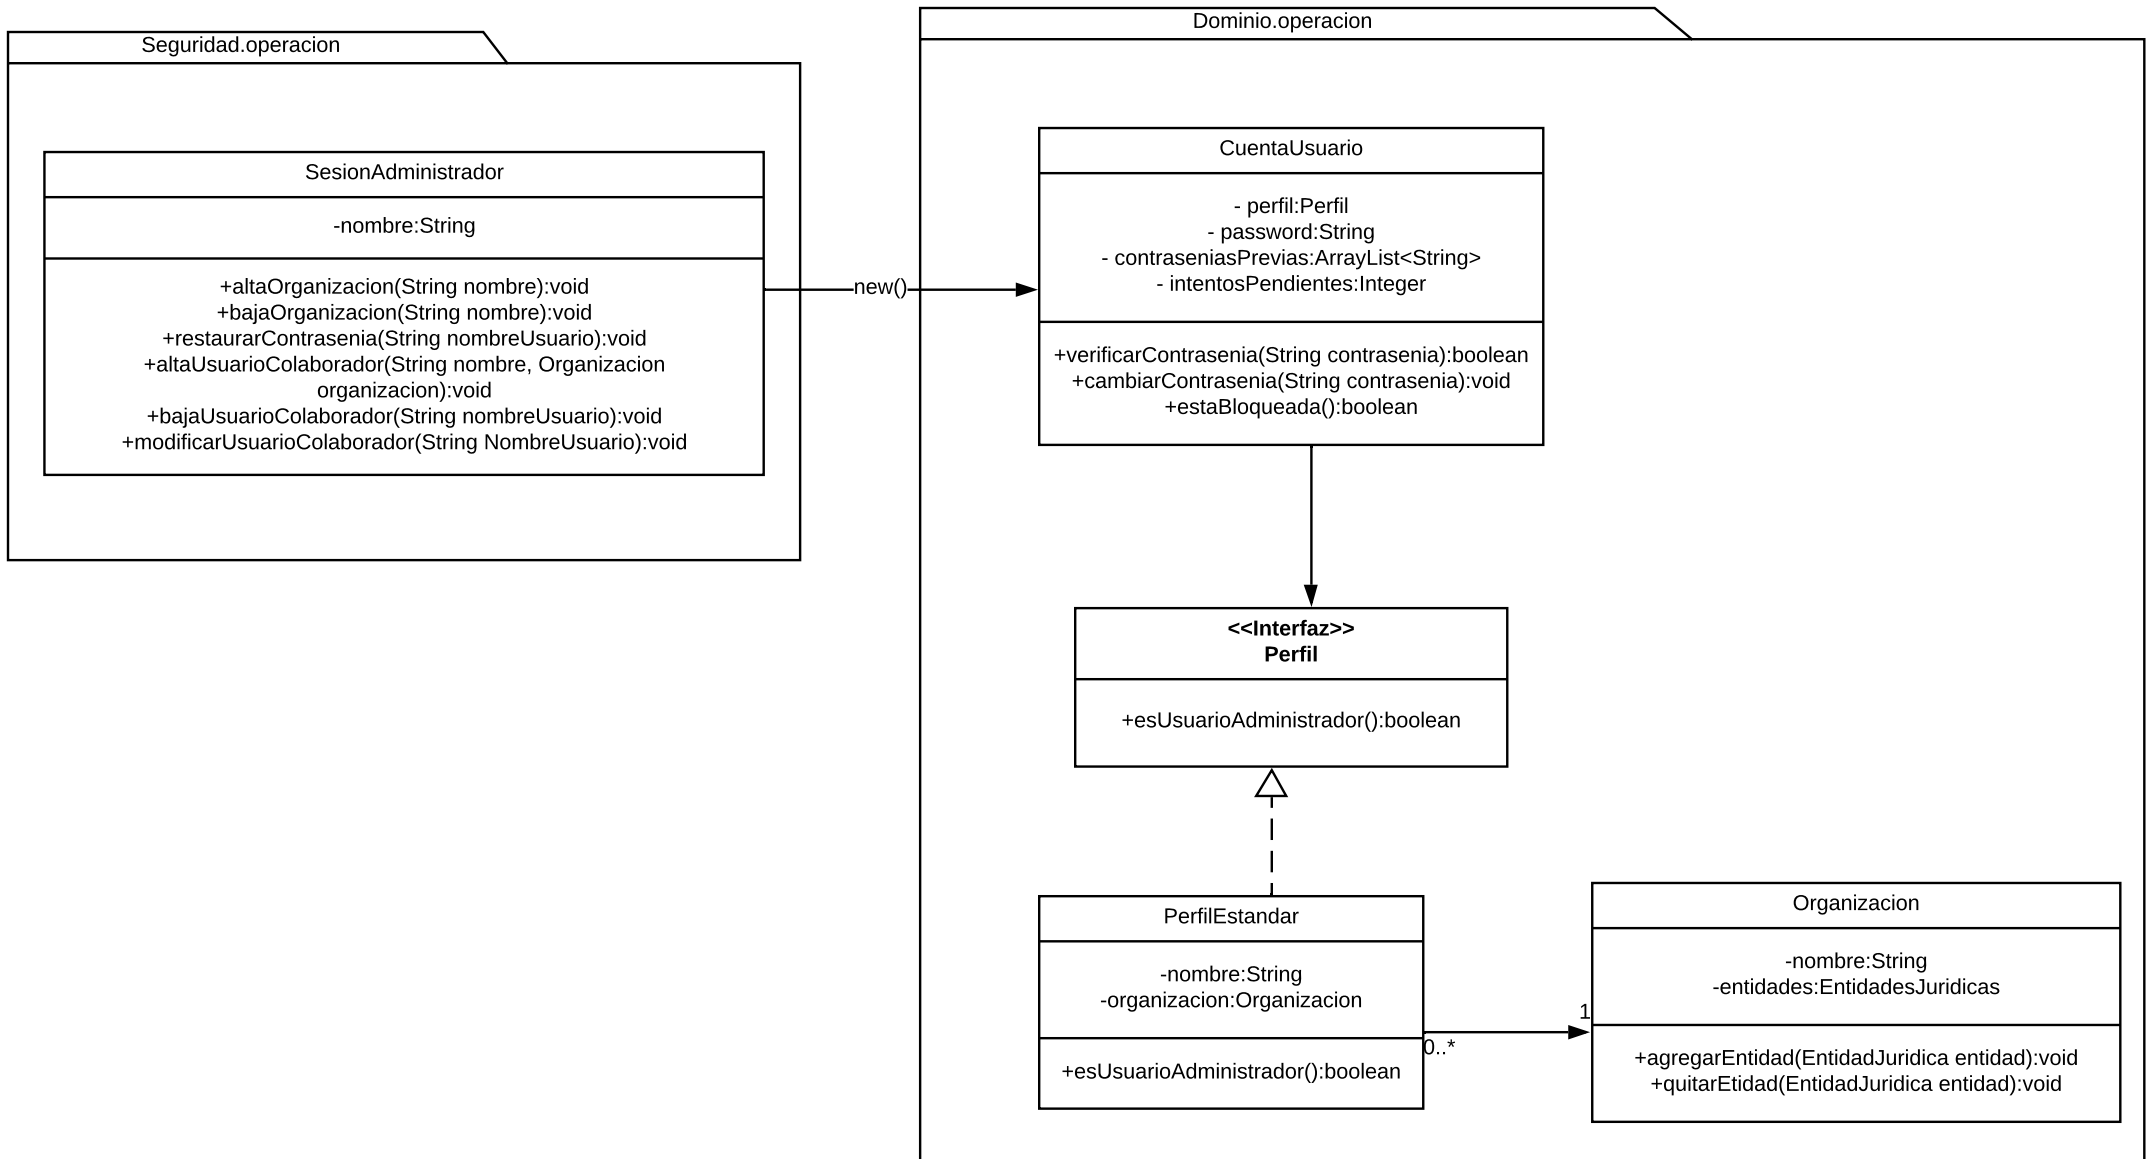 Seguridad.operacion
SesionAdministrador
-nombre:String
+altaOrganizacion(String nombre):void
+bajaOrganizacion(String nombre):void
+restaurarContrasenia(String nombreUsuario):void
+altaUsuarioColaborador(String nombre, Organizacion
organizacion):void
+bajaUsuarioColaborador(String nombreUsuario):void
+modificarUsuarioColaborador(String NombreUsuario):void
new()
Dominio.operacion
CuentaUsuario
- perfil:Perfil
- password:String
- contraseniasPrevias:ArrayList<String>
- intentosPendientes:Integer
+verificarContrasenia(String contrasenia):boolean
+cambiarContrasenia(String contrasenia):void
+estaBloqueada():boolean
<<Interfaz>>
Perfil
+esUsuarioAdministrador():boolean
PerfilEstandar
-nombre:String
-organizacion:Organizacion
+esUsuarioAdministrador():boolean
0..*
1
Organizacion
-nombre:String
-entidades:EntidadesJuridicas
+agregarEntidad(EntidadJuridica entidad):void
+quitarEtidad(EntidadJuridica entidad):void